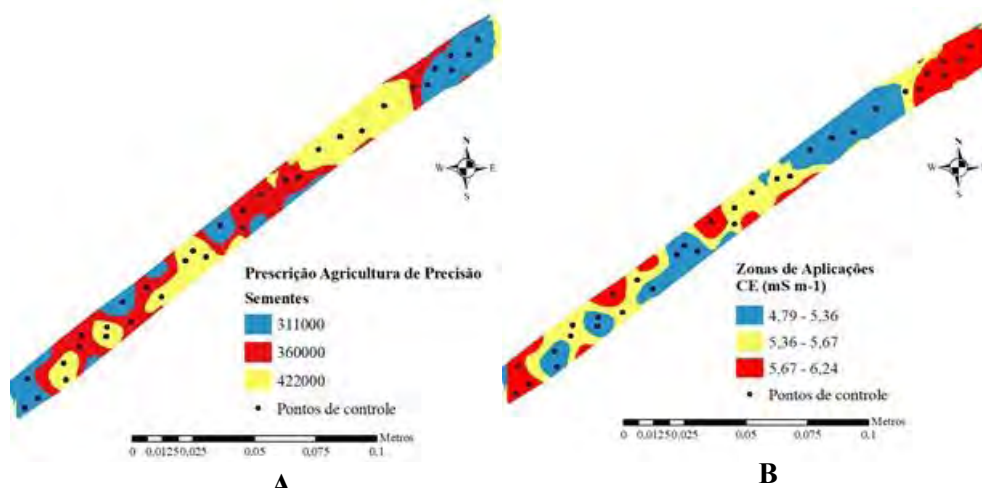 N
W E
S
Prescrição Agricultura de Precisão
Sementes
311000
360000
422000
Pontos de controle
Metros
0 0,01250,025 0,05 0,075 0,1
A
N
W
S
Zonas de Aplicações
CE (mS m-1)
4,79 - 5,36
5,36 - 5,67
5,67 - 6,24
Pontos de controle
Metros
0 0,01250,025 0,05 0,075 0,1
B